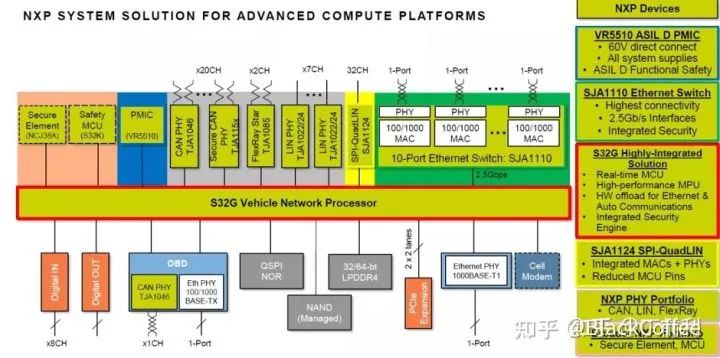 NXP SYSTEM SOLUTION FOR ADVANCED COMPUTE PLATFORMS
x20CH
x2CH
x7CH
32CH
1-Port
1-Port
1-Port
Secure
Element
(NCJ38A)
Safety
MCU
(S32K)
PMIC
(VR5510)
CAN PHY
TJA1046
Secure CAN
PHY
TJA115x
FlexRay Star
TJA1085
LIN PHY
TJA1022/24
LIN PHY
TJA1022/24
SPI-QuadLIN
SJA1124
PHY
100/1000
MAC
PHY
100/1000
MAC
PHY
100/1000
MAC
10-Port Ethernet Switch: SJA1110
2.5Gbps
S32G Vehicle Network Processor
Digital IN
x8CH
Digital OUT
OBD
CAN PHY
TJA1046
Eth PHY
100/1000
BASE-TX
x1CH
1-Port
QSPI
NOR
NAND
(Managed)
32/64-bt
LPDDR4
2 x 2 lanes
PCIe
Expansion
Ethernet PHY
1000BASE-T1
1-Port
Cell
Modem
NXP Devices
VR5510 ASIL D PMIC
• 60V direct connect
• All system supplies
• ASIL D Functional Safety
SJA1110 Ethernet Switch
• Highest connectivity
• 2.5Gb/s Interfaces
• Integrated Security
S32G Highly-Integrated
Solution
• Real-time MCU
• High-performance MPU
• HW offload for Ethernet &
Auto Communications
• Integrated Security
Engine
SJA1124 SPI-QuadLIN
• Integrated MACs + PHYs
• Reduced MCU Pins
NXP PHY Portfolio
• CAN, LIN, FlexRay
• Secure Element, MCU
知乎